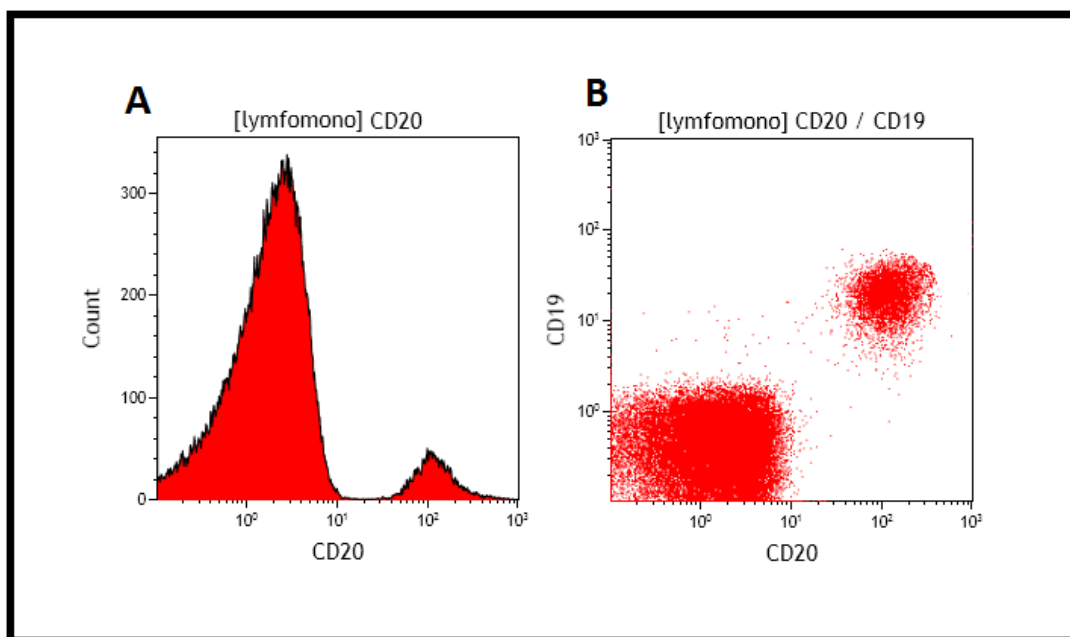 A
[lymfomono] CD20
Count
300
200
100
0
10⁰ 10¹ 10² 10³
CD20
B
[lymfomono] CD20 / CD19
CD19
10³
10²
10¹
10⁰
10⁰ 10¹ 10² 10³
CD20